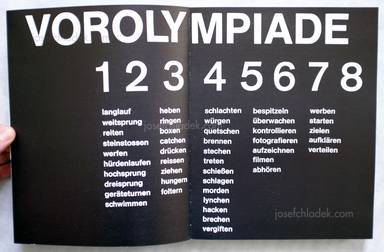 VOROLYMPIADE
1 2 3 4 5 6 7 8
langlauf
weitsprung
reiten
steinstossen
werfen
hürdenlaufen
hochsprung
dreisprung
geräteturnen
schwimmen
heben
ringen
boxen
catchen
drücken
reissen
ziehen
hungern
foltern
schlachten
würgen
quetschen
brennen
stechen
treten
schießen
schlagen
morden
lynchen
hacken
brechen
vergiften
bespitzeln
überwachen
kontrollieren
fotografieren
aufzeichnen
filmen
abhören
werben
starten
zielen
aufklären
verteilen
josefchladek.com
josefchladek.com